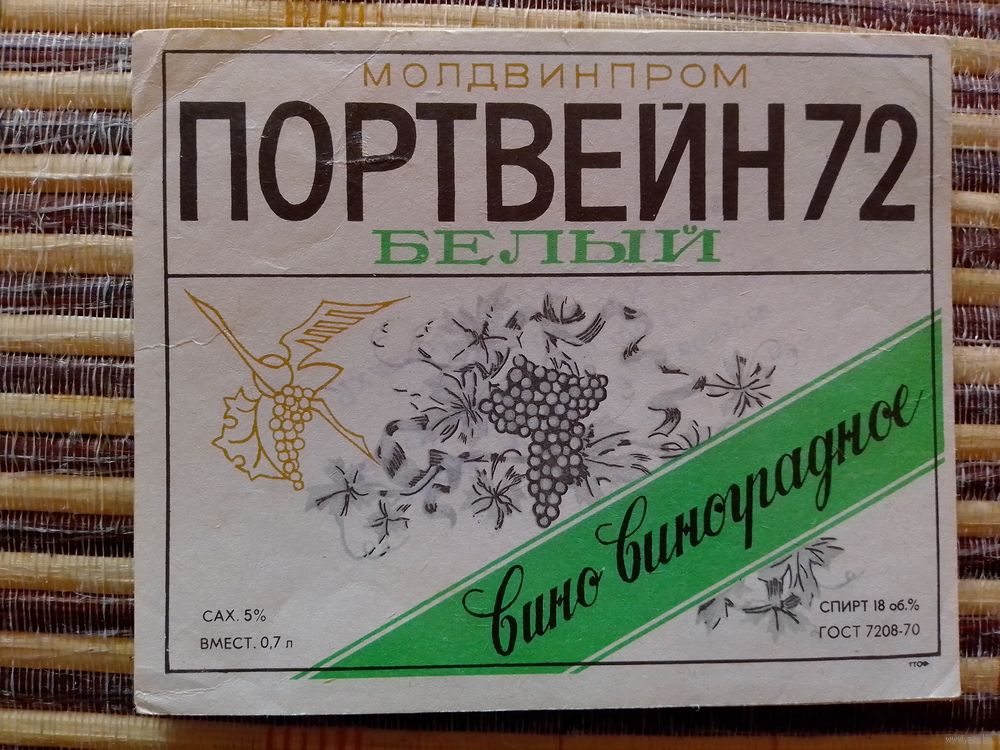 МОЛДВИНПРОМ
ПОРТВЕЙН 72
БЕЛЫЙ
вино виноградное
САХ. 5%
ВМЕСТ. 0,7 л
СПИРТ 18 об.%
ГОСТ 7208-70